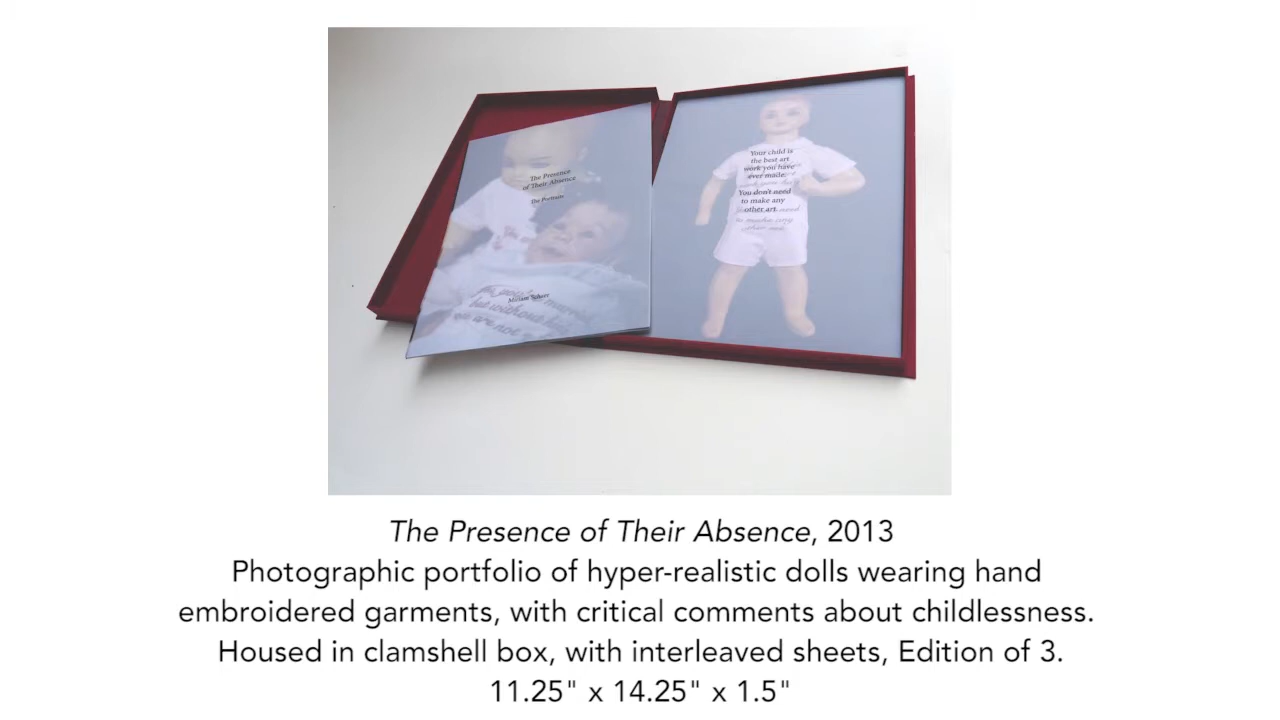 The Presence
of Their Absence
The Portraits
Miriam Schaer
Your child is
the best art
work you have
ever made.
You don't need
to make any
other art.
The Presence of Their Absence, 2013
Photographic portfolio of hyper-realistic dolls wearing hand
embroidered garments, with critical comments about childlessness.
Housed in clamshell box, with interleaved sheets, Edition of 3.
11.25" x 14.25" x 1.5"